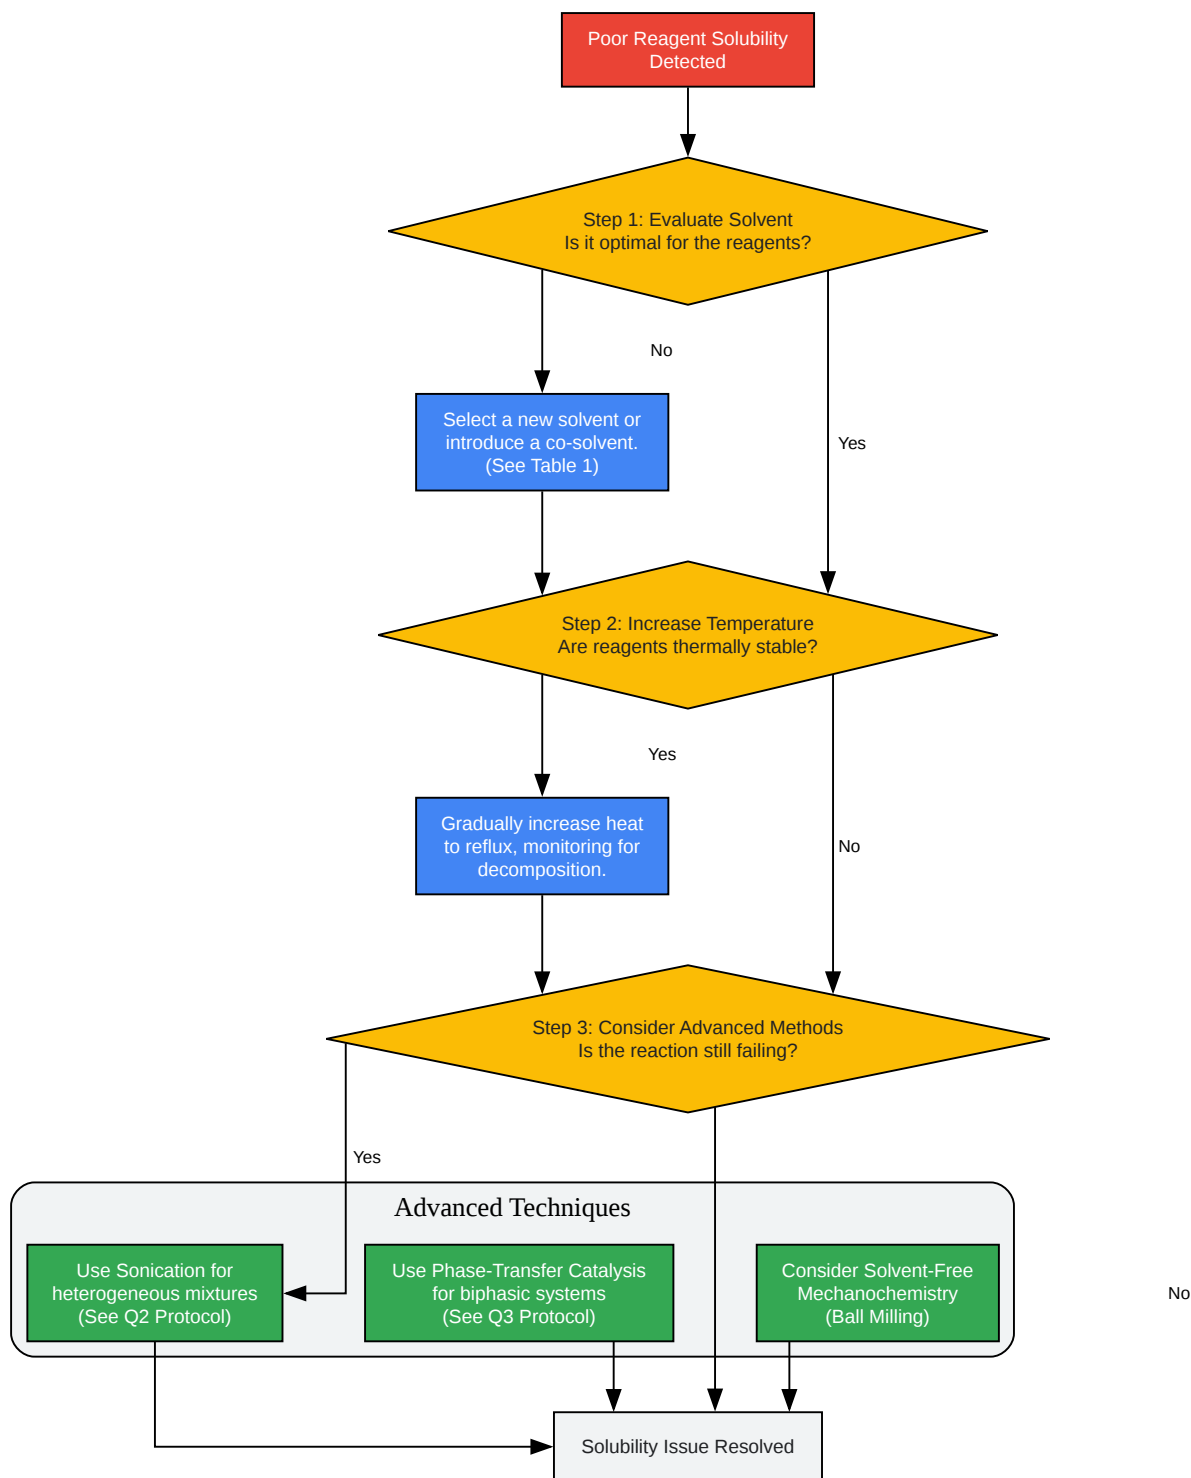 Poor Reagent Solubility
Detected
Step 1: Evaluate Solvent
Is it optimal for the reagents?
No
Select a new solvent or
introduce a co-solvent.
(See Table 1)
Yes
Step 2: Increase Temperature
Are reagents thermally stable?
Yes
Gradually increase heat
to reflux, monitoring for
decomposition.
No
Step 3: Consider Advanced Methods
Is the reaction still failing?
Yes
Advanced Techniques
Use Sonication for
heterogeneous mixtures
(See Q2 Protocol)
Use Phase-Transfer Catalysis
for biphasic systems
(See Q3 Protocol)
Consider Solvent-Free
Mechanochemistry
(Ball Milling)
No
Solubility Issue Resolved